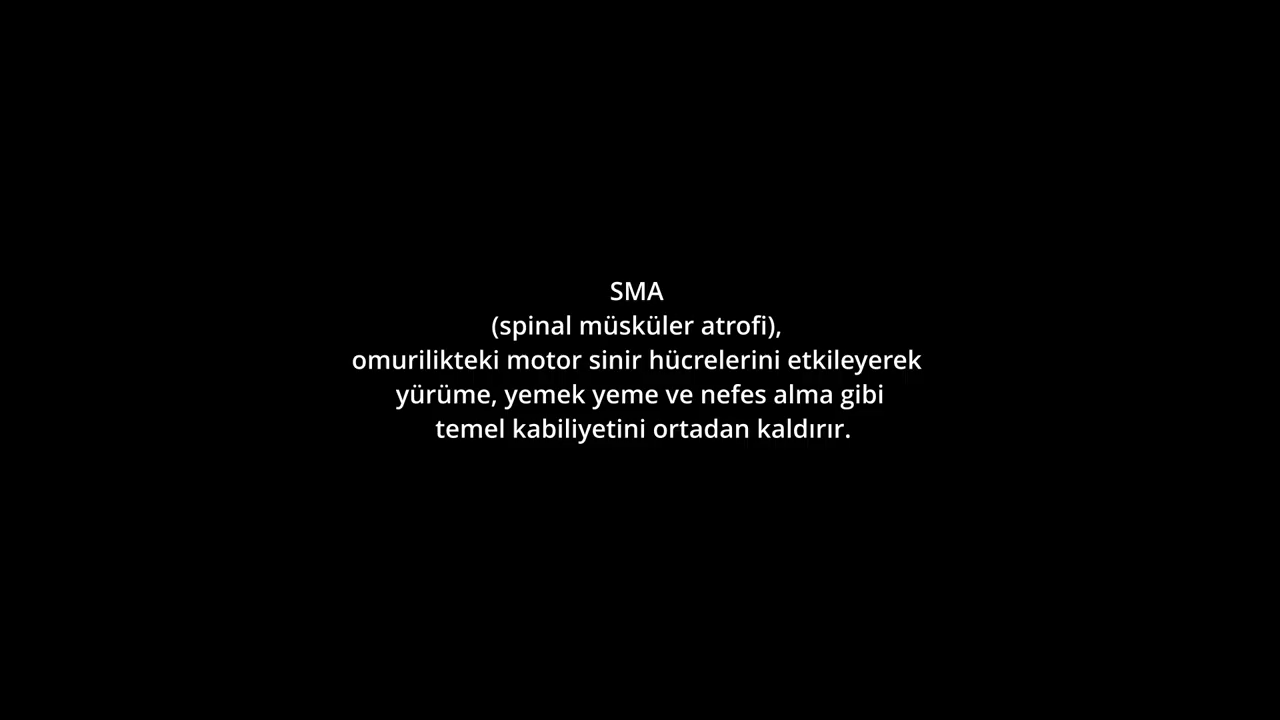 SMA
(spinal müsküler atrofi),
omurilikteki motor sinir hücrelerini etkileyerek
yürüme, yemek yeme ve nefes alma gibi
temel kabiliyetini ortadan kaldırır.